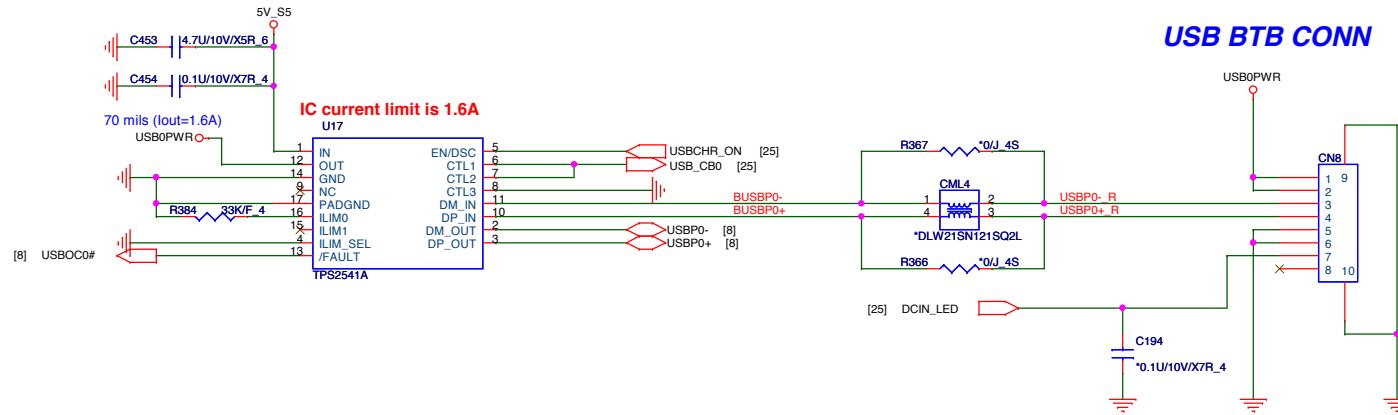 USB BTB CONN
5V_S5
C453 4.7U/10V/X5R_6
C454 0.1U/10V/X7R_4
IC current limit is 1.6A
70 mils (Iout=1.6A)
USB0PWR
U17
1 IN
12 OUT
14 GND
9 NC
17 PADGND
16 ILIM0
15 ILIM1
4 ILIM_SEL
13 /FAULT
EN/DSC 5
CTL1 6
CTL2 7
CTL3 8
DM_IN 11
DP_IN 10
DM_OUT 2
DP_OUT 3
TPS2541A
R384 33K/F_4
[8] USBOC0#
USBCHR_ON [25]
USB_CB0 [25]
BUSBP0-
BUSBP0+
USBP0- [8]
USBP0+ [8]
R367 *0/J_4S
CML4
1 2
4 3
*DLW21SN121SQ2L
R366 *0/J_4S
USBP0-_R
USBP0+_R
USB0PWR
CN8
1 9
2
3
4
5
6
7
8 10
[25] DCIN_LED
C194
*0.1U/10V/X7R_4